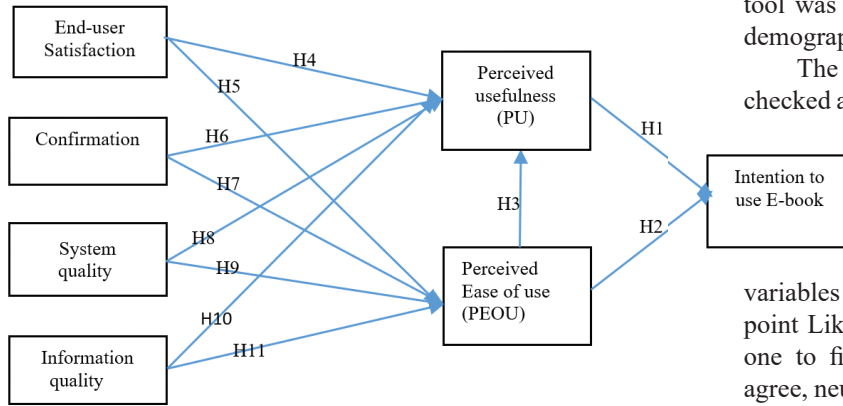 End-user
Satisfaction
Confirmation
System
quality
Information
quality
H4
H5
H6
H7
H8
H9
H10
H11
Perceived
usefulness
(PU)
H3
Perceived
Ease of use
(PEOU)
H1
H2
Intention to
use E-book
tool was
demograp
The
checked a
variables
point Lik
one to fi
agree, neu